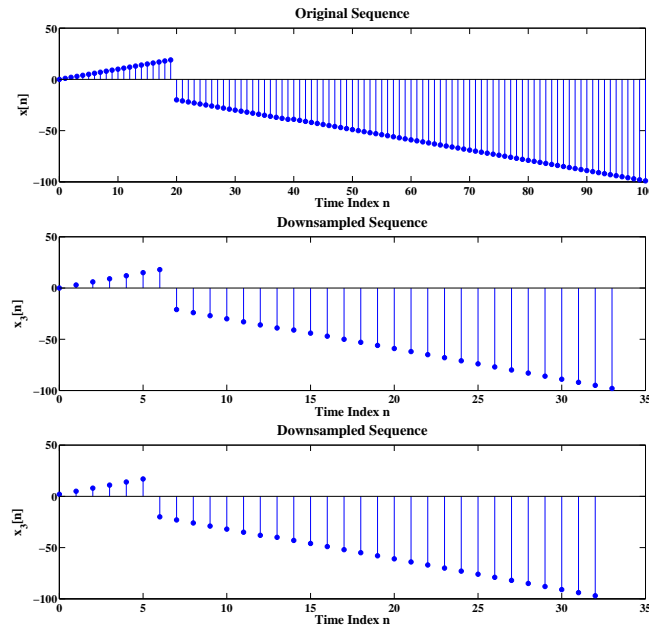 Original Sequence
50
0
−50
−100
x[n]
0 10 20 30 40 50 60 70 80 90 100
Time Index n
Downsampled Sequence
50
0
−50
−100
x3[n]
0 5 10 15 20 25 30 35
Time Index n
Downsampled Sequence
50
0
−50
−100
x3[n]
0 5 10 15 20 25 30 35
Time Index n